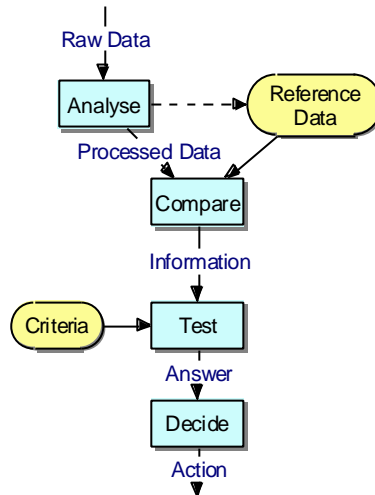 Raw Data
Analyse
Reference
Data
Processed Data
Compare
Information
Criteria
Test
Answer
Decide
Action